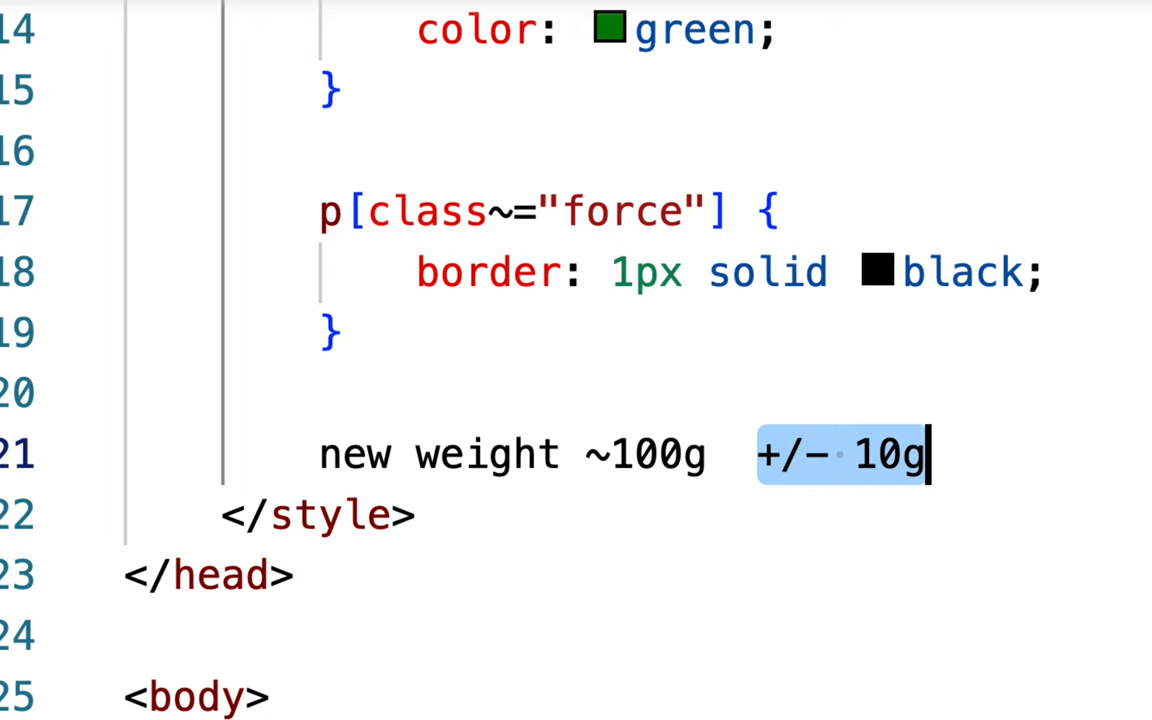 14 color: green;
15 }
16
17 p[class~="force"] {
18 border: 1px solid black;
19 }
20
21 new weight ~100g  +/- 10g
22 </style>
23 </head>
24
25 <body>